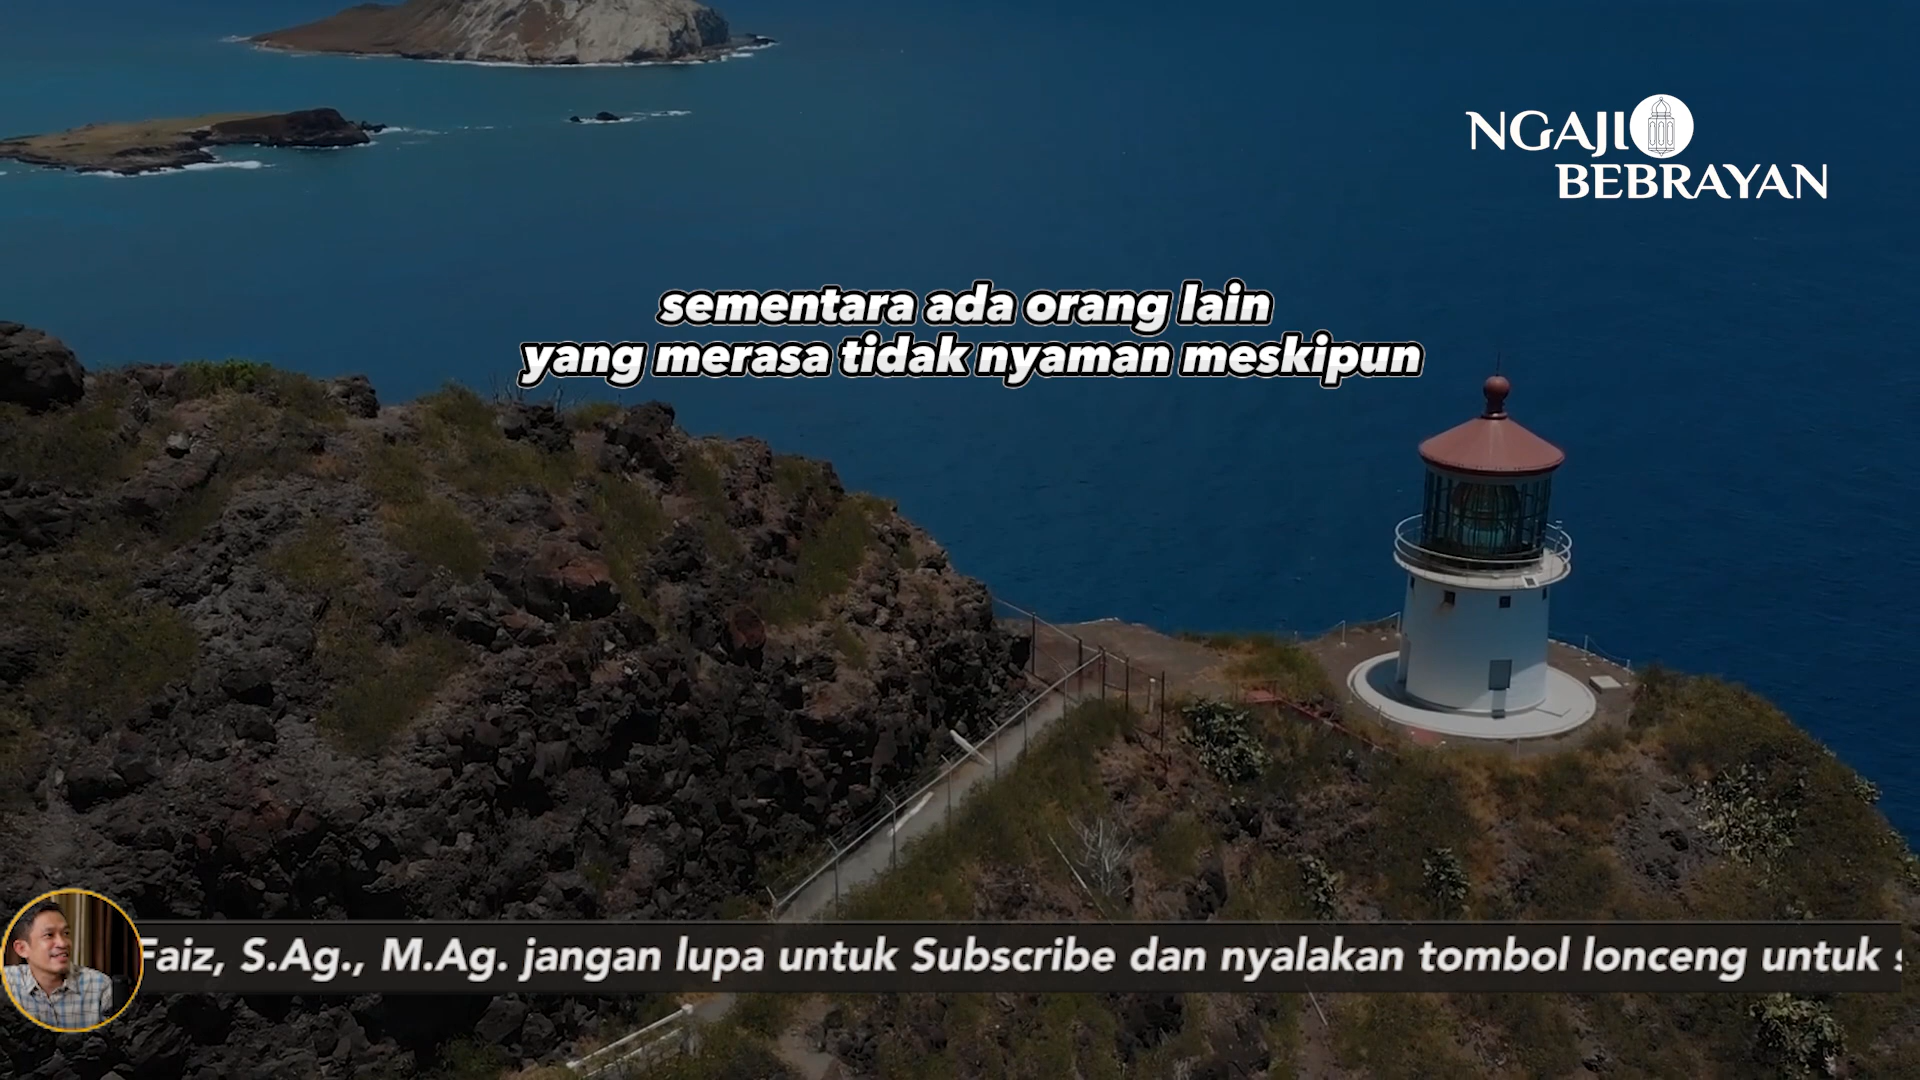 NGAJI
BEBRAYAN
sementara ada orang lain
yang merasa tidak nyaman meskipun
Faiz, S.Ag., M.Ag. jangan lupa untuk Subscribe dan nyalakan tombol lonceng untuk